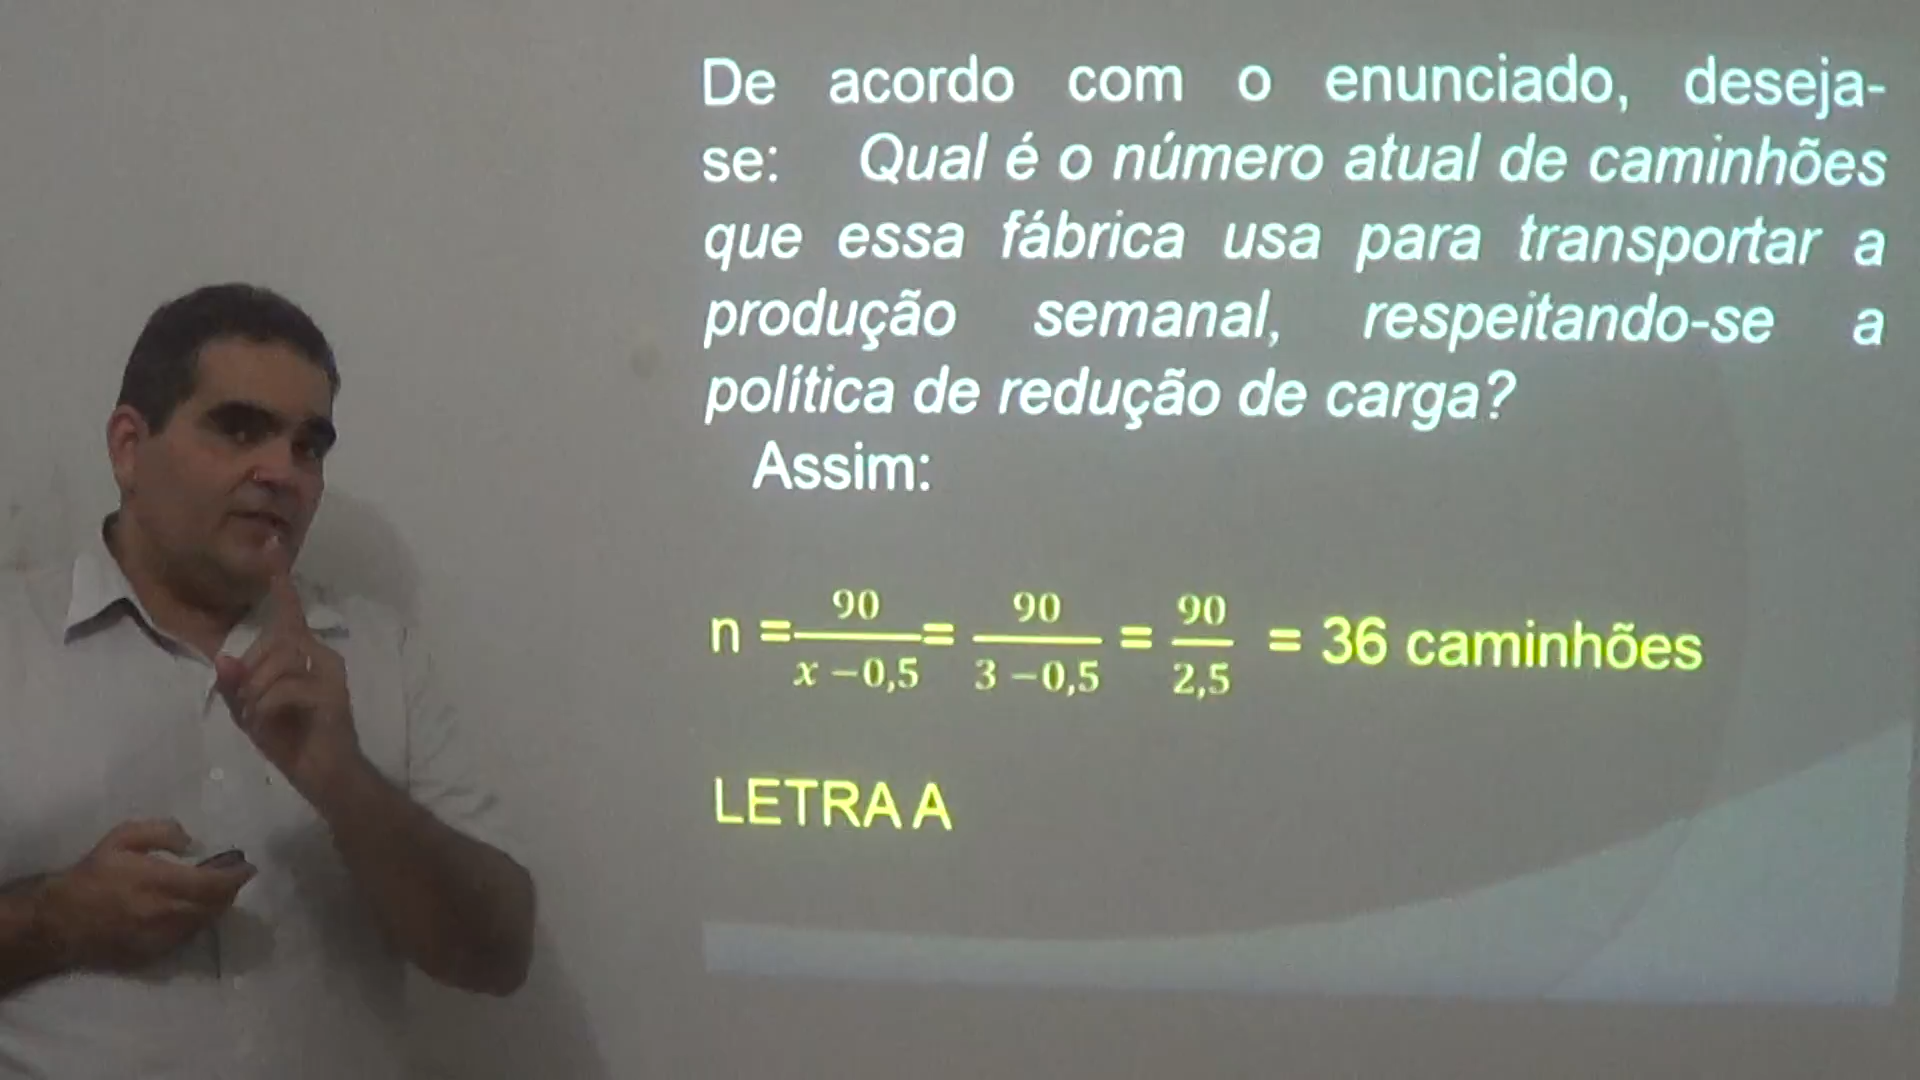 De acordo com o enunciado, deseja-
se: Qual é o número atual de caminhões
que essa fábrica usa para transportar a
produção semanal, respeitando-se a
política de redução de carga?
Assim:
n = 90/(x − 0,5) = 90/(3 − 0,5) = 90/2,5 = 36 caminhões
LETRA A